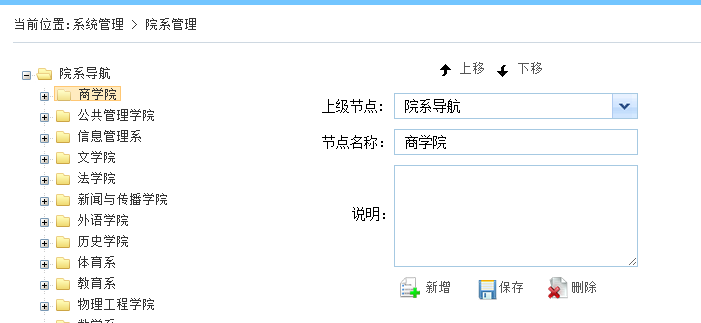 当前位置:系统管理 > 院系管理
院系导航
商学院
公共管理学院
信息管理系
文学院
法学院
新闻与传播学院
外语学院
历史学院
体育系
教育系
物理工程学院
数学系
上移 下移
上级节点： 院系导航
节点名称： 商学院
说明：
新增 保存 删除